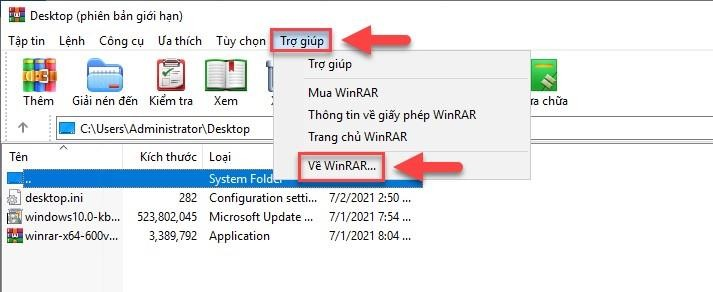 Desktop (phiên bản giới hạn)
Tập tin Lệnh Công cụ Ưa thích Tùy chọn Trợ giúp
Trợ giúp
Mua WinRAR
Thông tin về giấy phép WinRAR
Trang chủ WinRAR
Về WinRAR...
Thêm Giải nén đến Kiểm tra Xem chữa
C:\Users\Administrator\Desktop
Tên Kích thước Loại
.. System Folder
desktop.ini 282 Configuration setti... 7/2/2021 2:50 ...
windows10.0-kb... 523,802,045 Microsoft Update ... 7/1/2021 7:54 ...
winrar-x64-600v... 3,389,792 Application 7/1/2021 8:04 ...